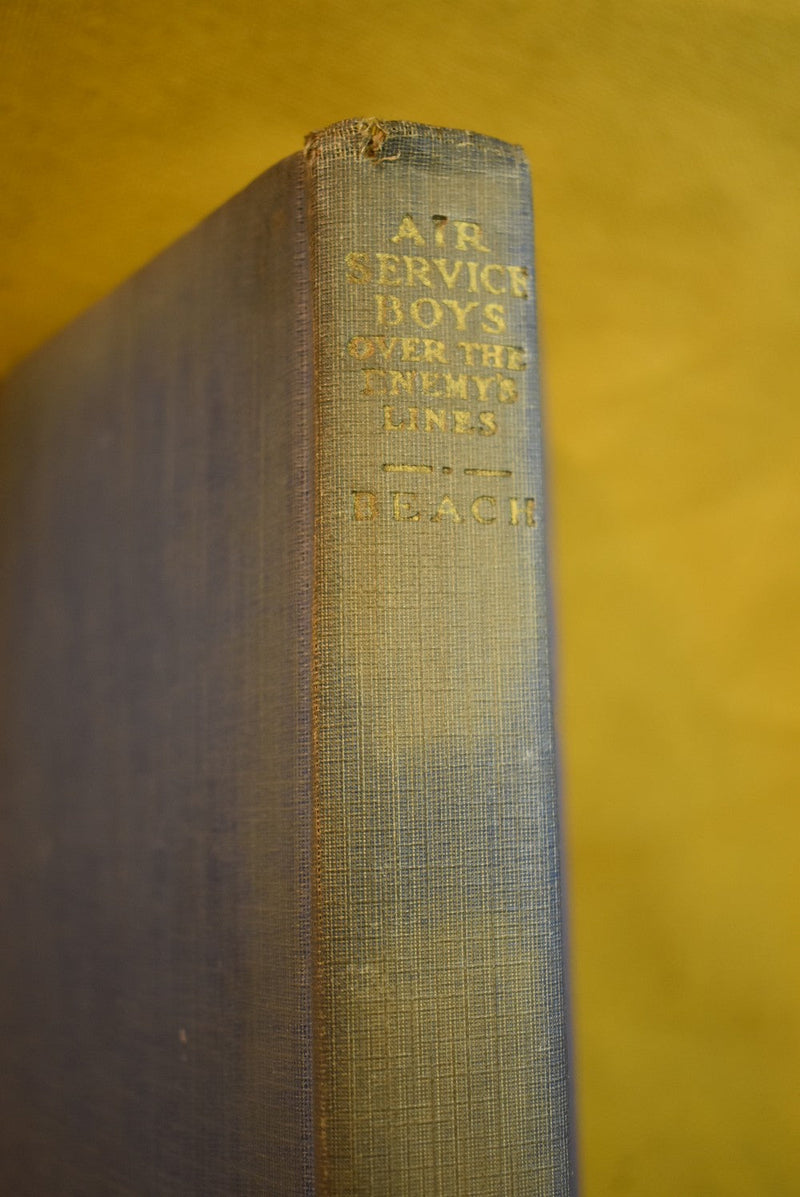 AIR
SERVICE
BOYS
OVER THE
ENEMY'S
LINES
BEACH